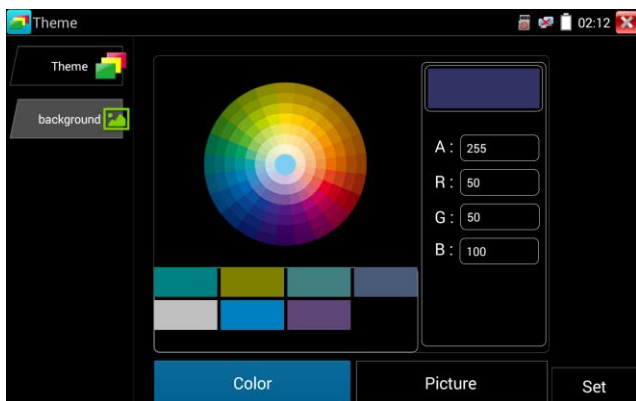 Theme
02:12
Theme
background
A : 255
R : 50
G : 50
B : 100
Color
Picture
Set